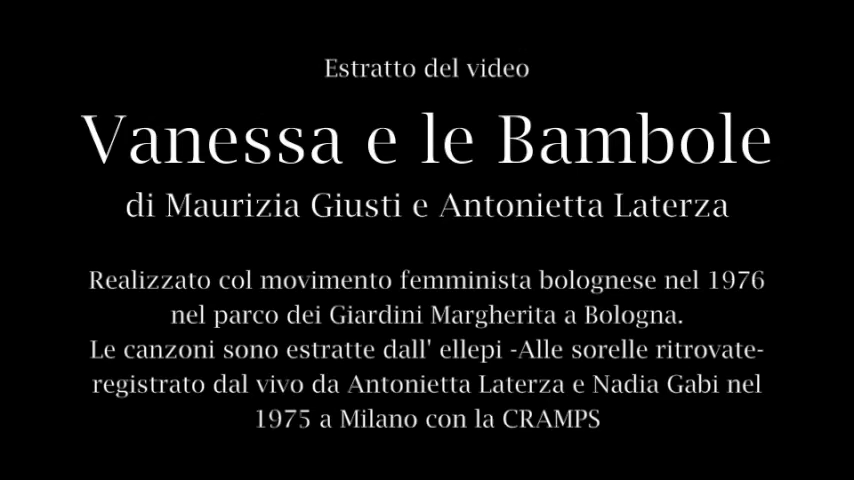 Estratto del video
Vanessa e le Bambole
di Maurizia Giusti e Antonietta Laterza
Realizzato col movimento femminista bolognese nel 1976
nel parco dei Giardini Margherita a Bologna.
Le canzoni sono estratte dall' ellepi -Alle sorelle ritrovate-
registrato dal vivo da Antonietta Laterza e Nadia Gabi nel
1975 a Milano con la CRAMPS